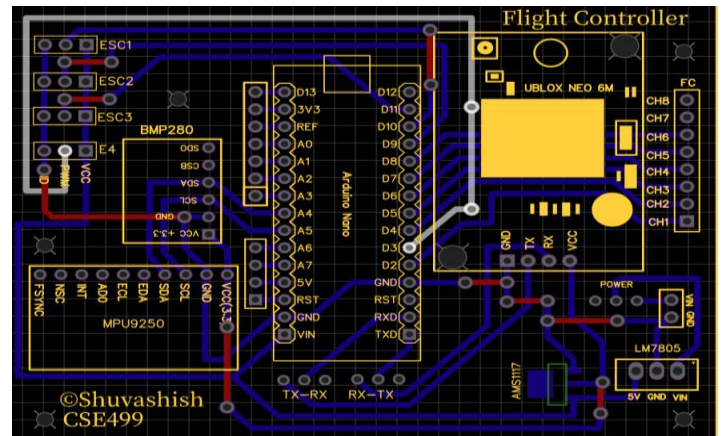 Flight Controller
ESC1
ESC2
ESC3
E4
PWM
VCC
BMP280
SDO
CSB
SDA
SCL
GND
VCC +3.3
D13
3V3
REF
A0
A1
A2
A3
A4
A5
A6
A7
5V
RST
GND
VIN
Arduino Nano
D12
D11
D10
D9
D8
D7
D6
D5
D4
D3
D2
GND
RST
RXD
TXD
UBLOX NEO 6M
GND
TX
RX
VCC
FC
CH8
CH7
CH6
CH5
CH4
CH3
CH2
CH1
FSYNC
NSC
INT
AD0
ECL
EDA
SDA
SCL
GND
VCC(3.3
MPU9250
TX-RX
RX-TX
POWER
VIN
GND
LM7805
5V GND VIN
AMS1117
©Shuvashish
CSE499